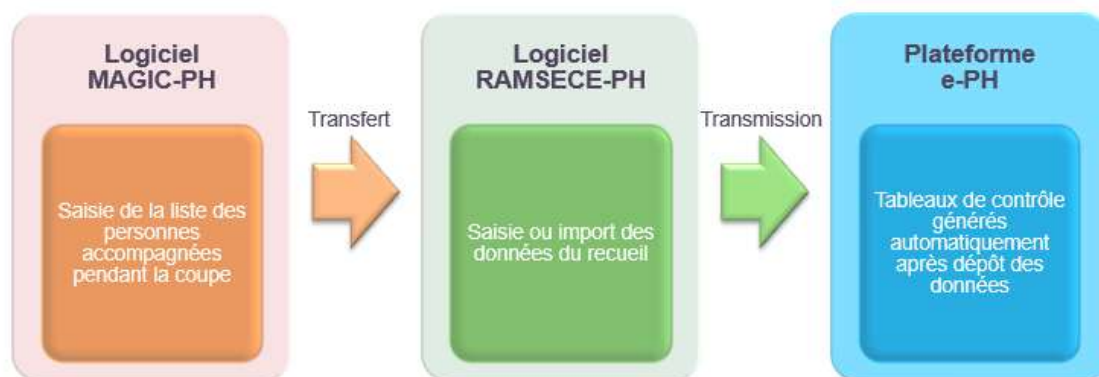 Logiciel
MAGIC-PH
Saisie de la liste des
personnes
accompagnées
pendant la coupe
Transfert
Logiciel
RAMSECE-PH
Saisie ou import des
données du recueil
Transmission
Plateforme
e-PH
Tableaux de contrôle
générés
automatiquement
après dépôt des
données